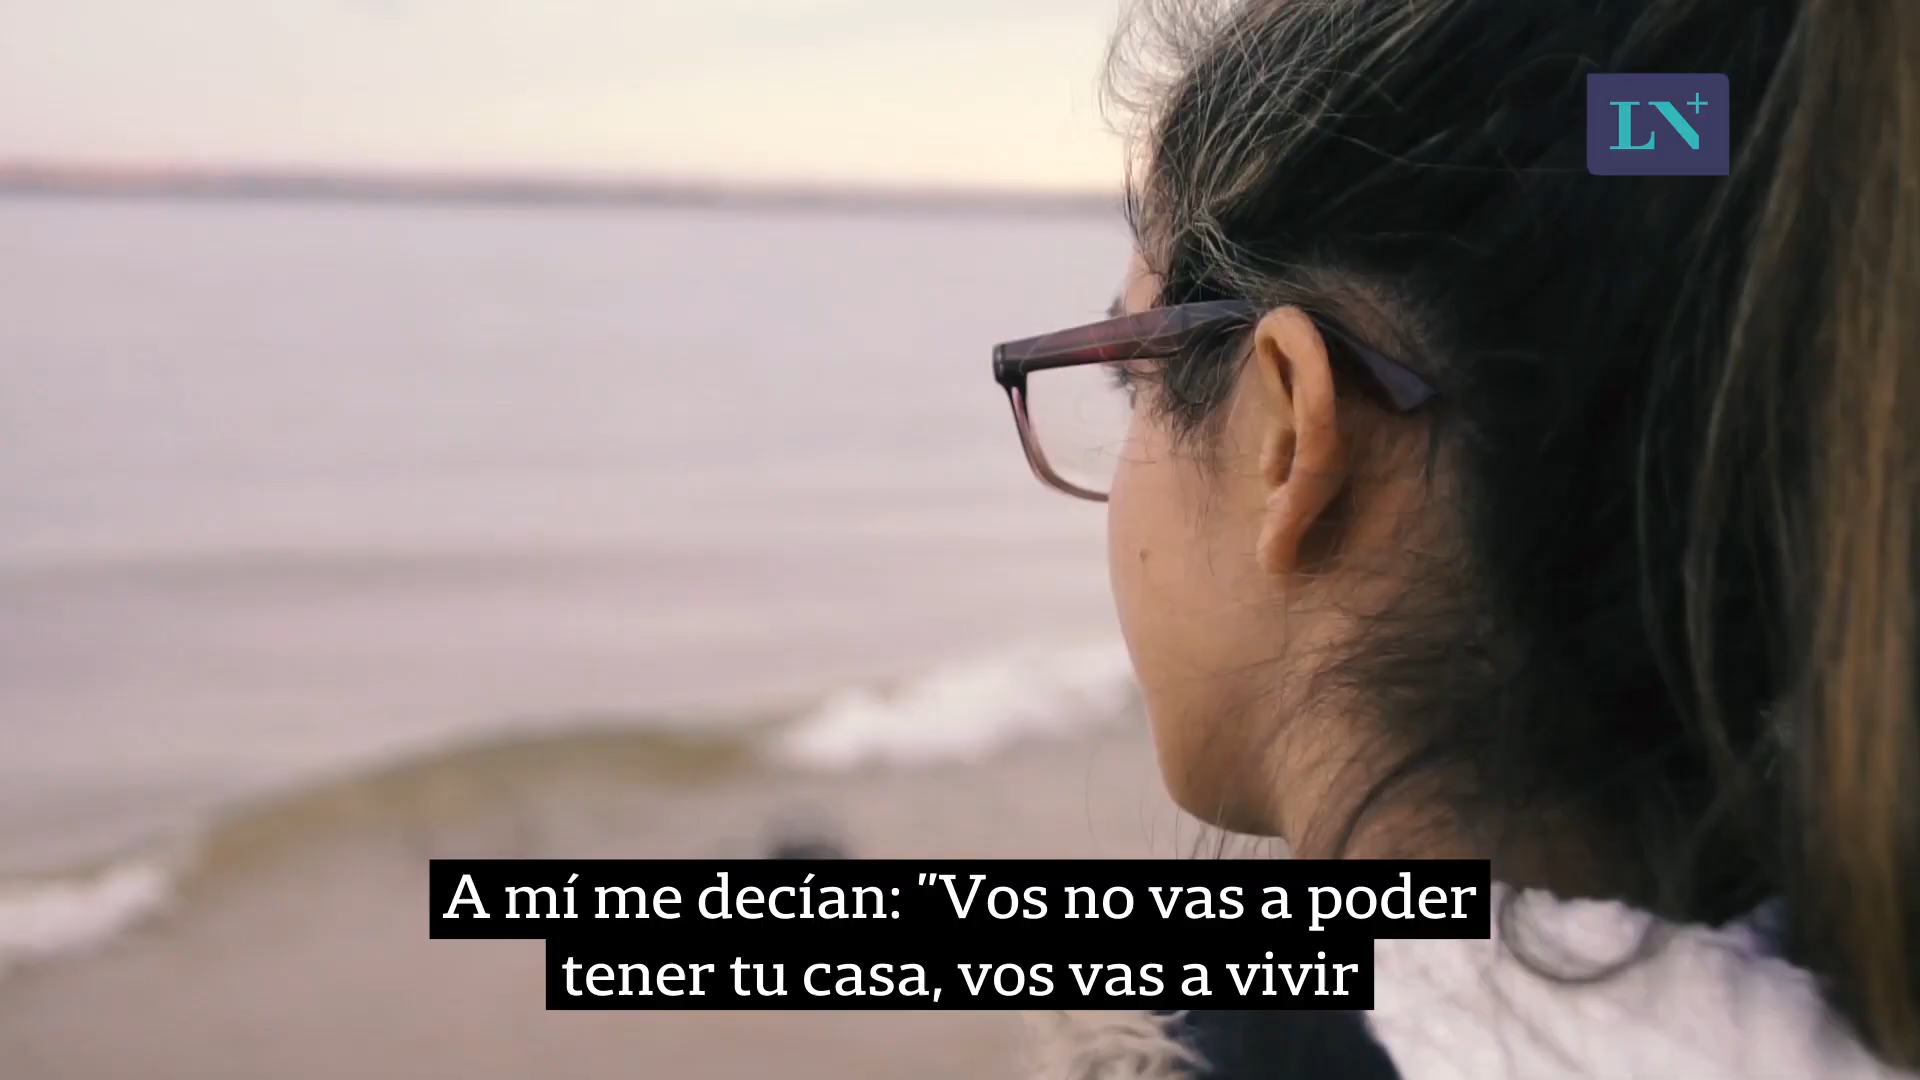 LN+
A mí me decían: "Vos no vas a poder
tener tu casa, vos vas a vivir